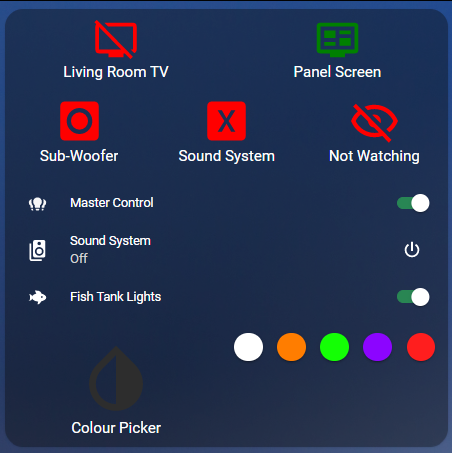 Living Room TV
Panel Screen
X
Sub-Woofer
Sound System
Not Watching
Master Control
Sound System
Off
Fish Tank Lights
Colour Picker